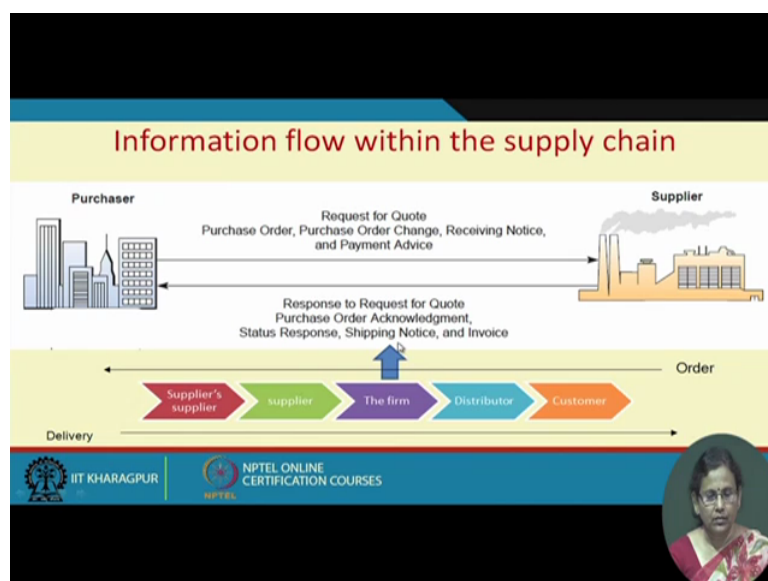 Information flow within the supply chain
Purchaser
Supplier
Request for Quote
Purchase Order, Purchase Order Change, Receiving Notice,
and Payment Advice
Response to Request for Quote
Purchase Order Acknowledgment,
Status Response, Shipping Notice, and Invoice
Order
Supplier's
supplier
supplier
The firm
Distributor
Customer
Delivery
IIT KHARAGPUR
NPTEL
NPTEL ONLINE
CERTIFICATION COURSES